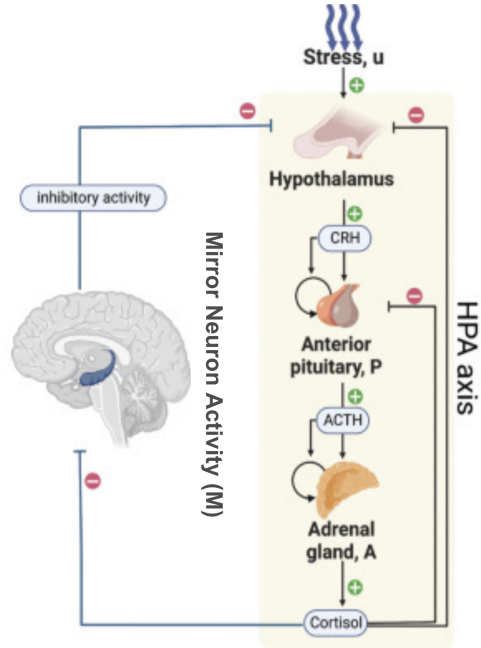 Stress, u
Hypothalamus
inhibitory activity
CRH
Mirror Neuron Activity (M)
HPA axis
Anterior
pituitary, P
ACTH
Adrenal
gland, A
Cortisol